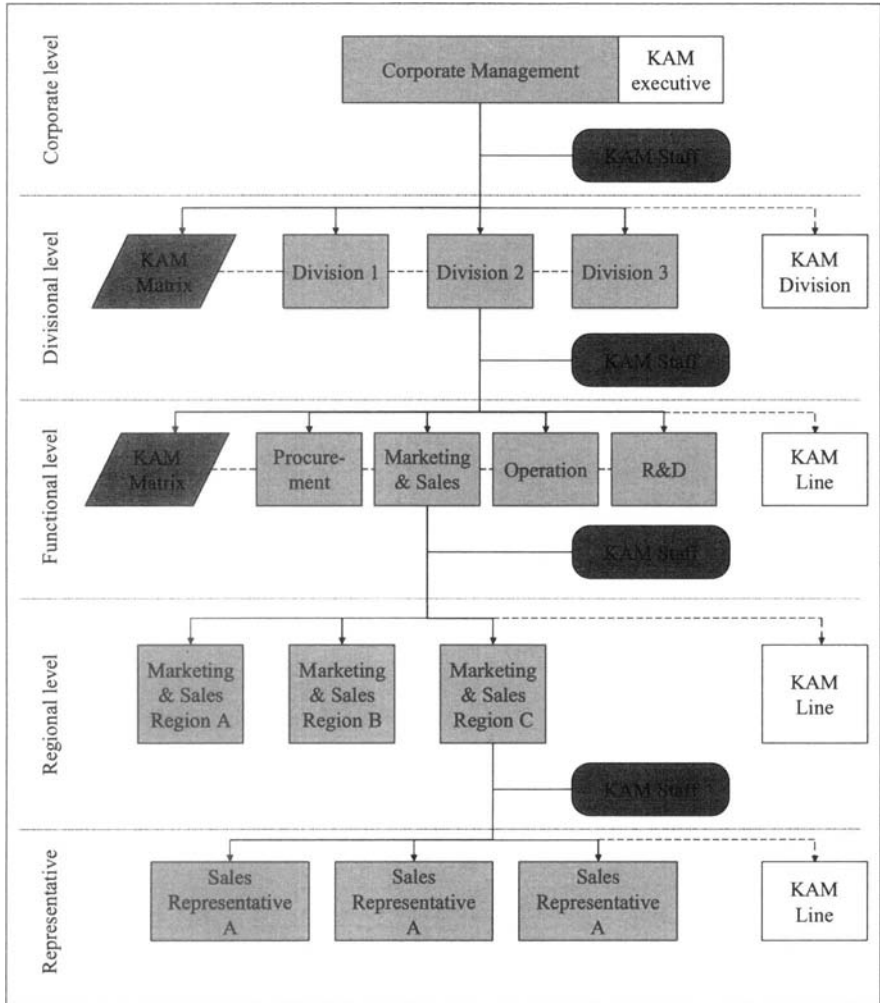 Corporate level
Corporate Management
KAM
executive
KAM Staff
Divisional level
KAM
Matrix
Division 1
Division 2
Division 3
KAM
Division
KAM Staff
Functional level
KAM
Matrix
Procure-
ment
Marketing
& Sales
Operation
R&D
KAM
Line
KAM Staff
Regional level
Marketing
& Sales
Region A
Marketing
& Sales
Region B
Marketing
& Sales
Region C
KAM
Line
KAM Staff
Representative
Sales
Representative
A
Sales
Representative
A
Sales
Representative
A
KAM
Line